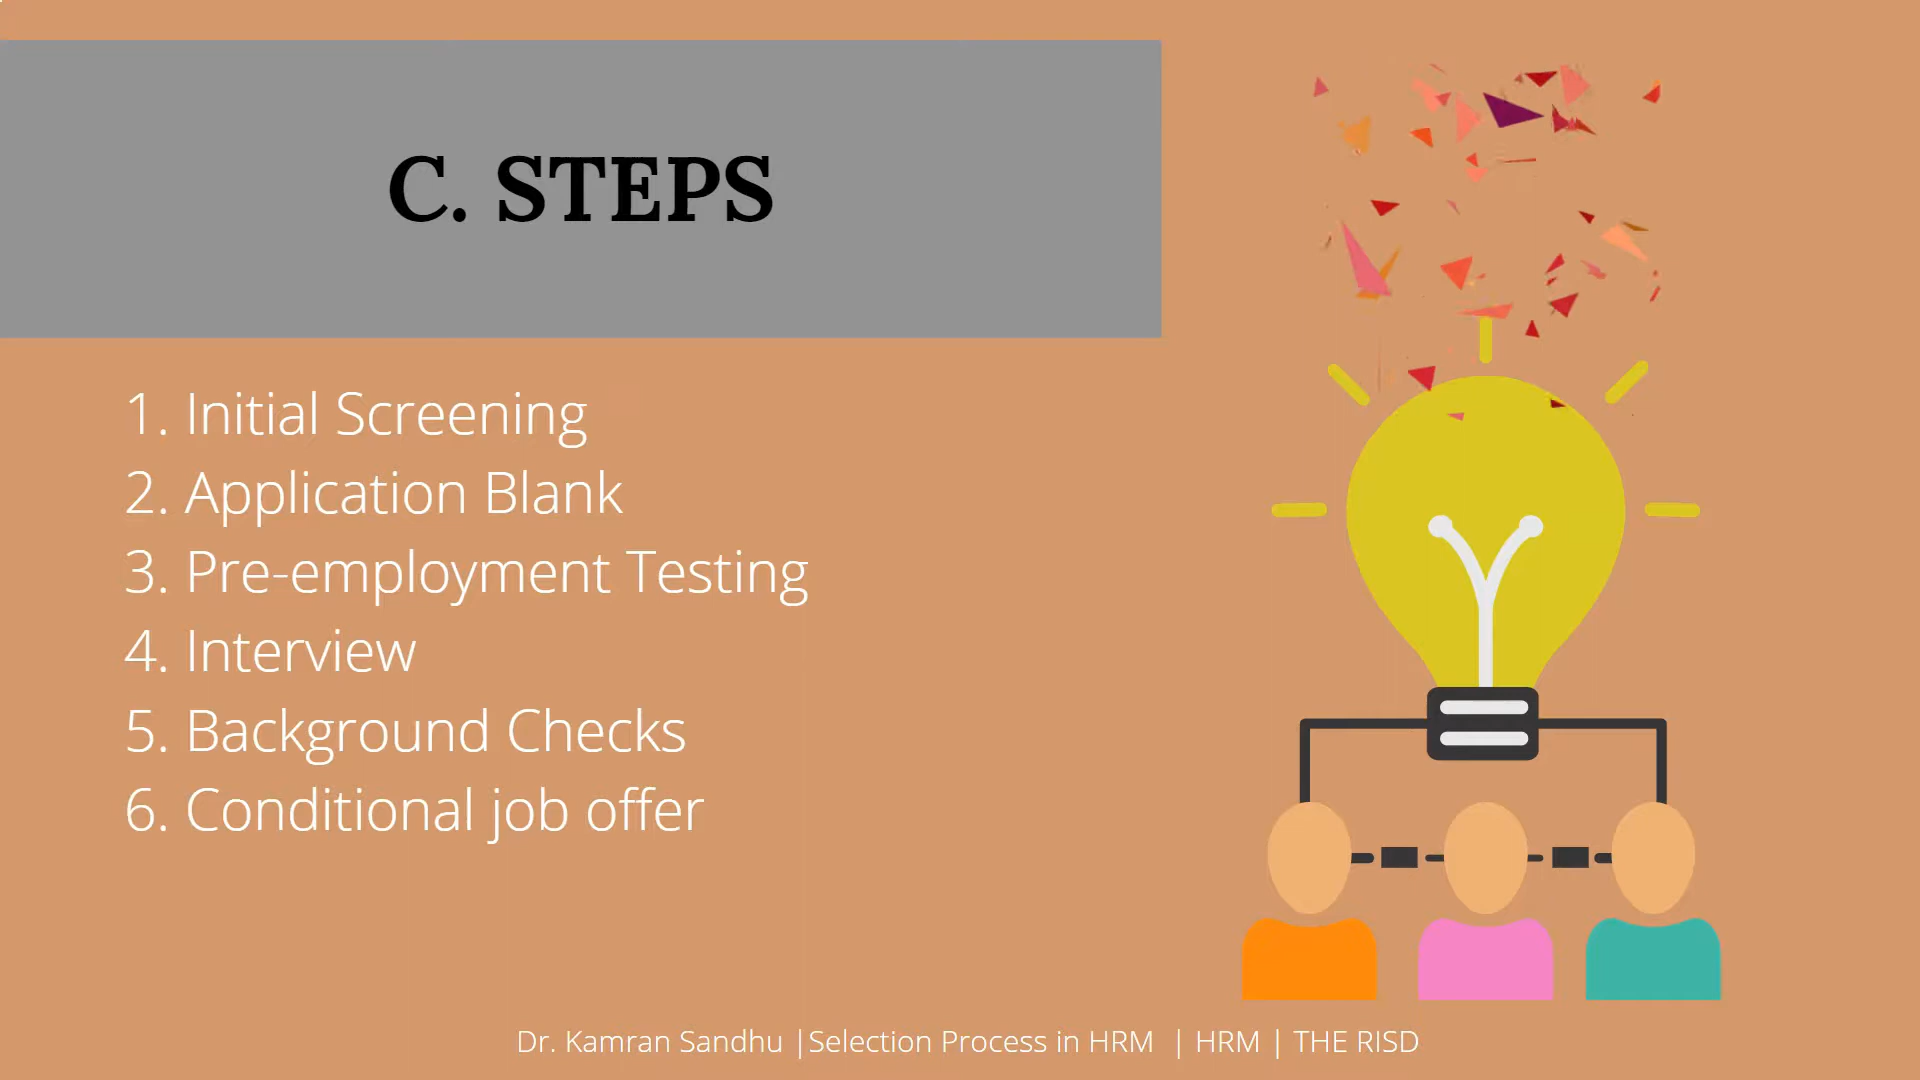 C. STEPS
1. Initial Screening
2. Application Blank
3. Pre-employment Testing
4. Interview
5. Background Checks
6. Conditional job offer
Dr. Kamran Sandhu |Selection Process in HRM | HRM | THE RISD